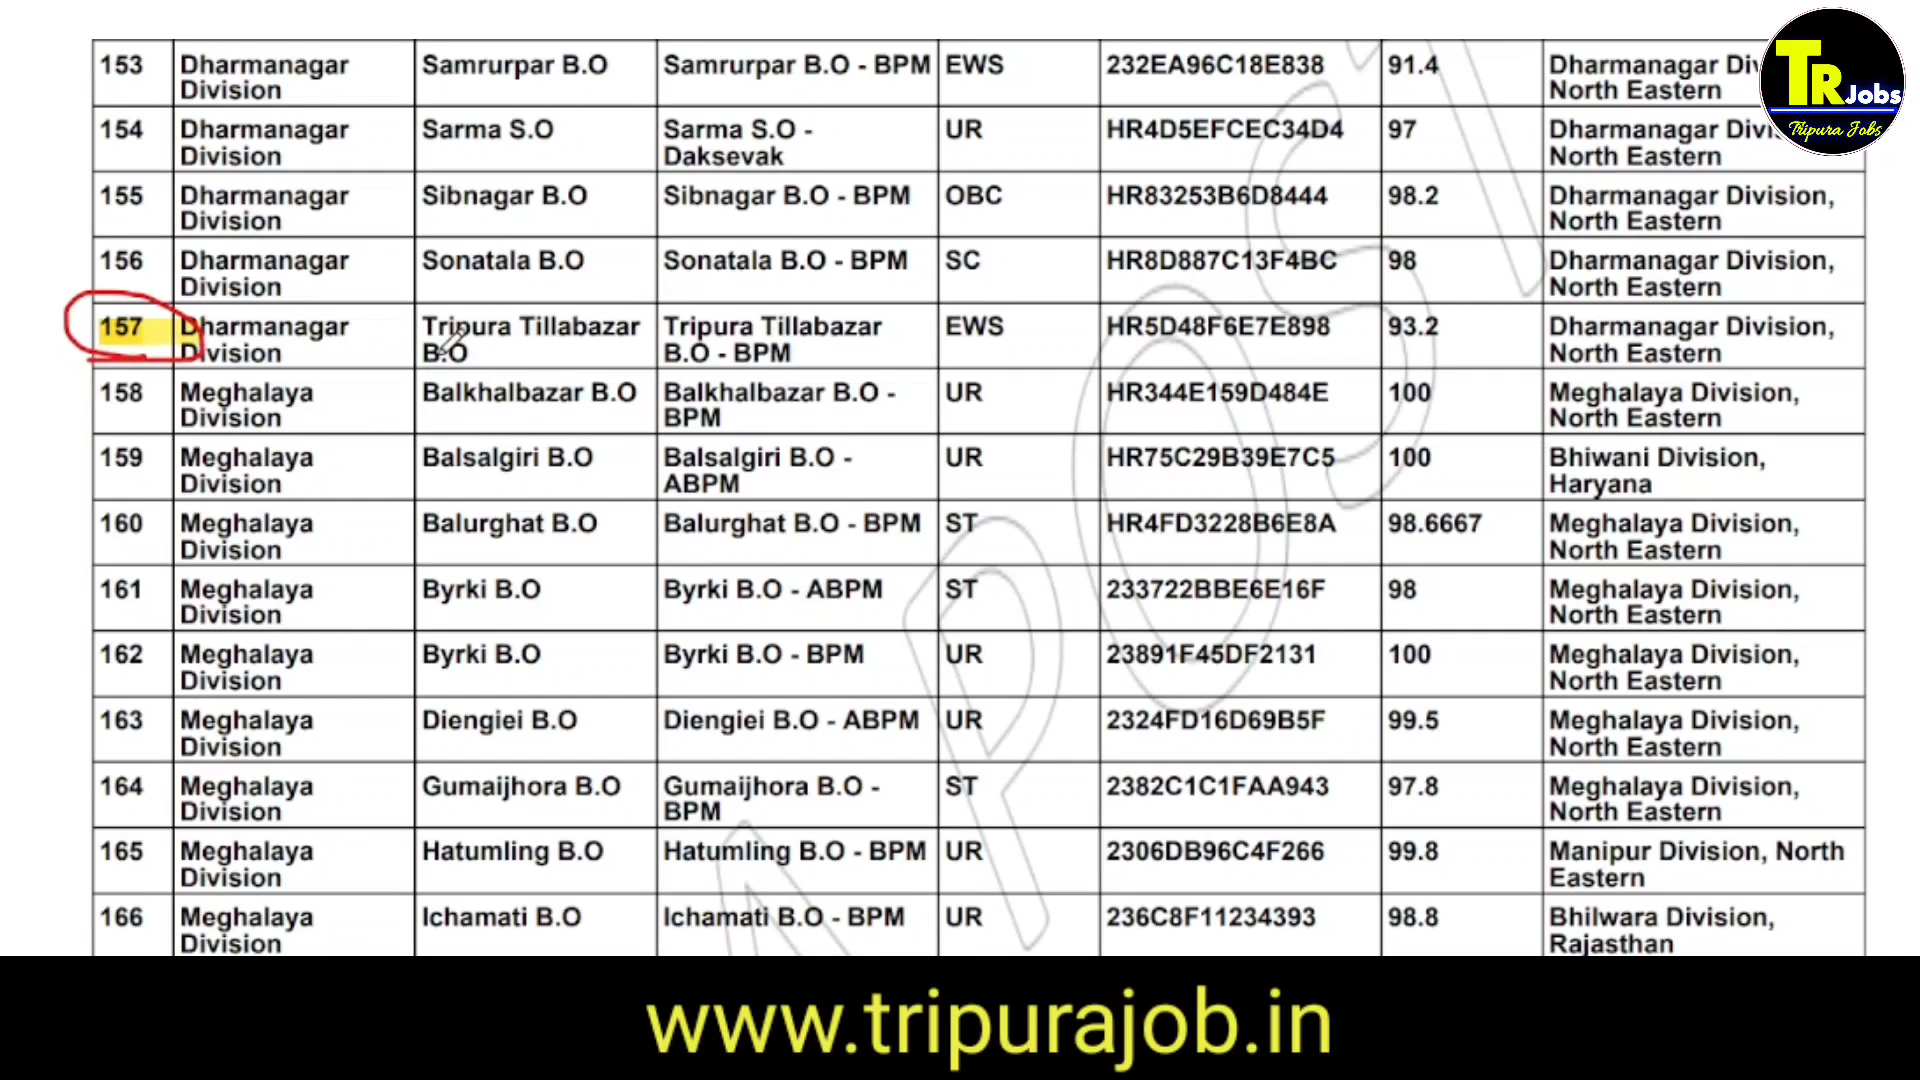 153 Dharmanagar Samrurpar B.O Samrurpar B.O - BPM EWS 232EA96C18E838 91.4 Dharmanagar
Division North Eastern
154 Dharmanagar Sarma S.O Sarma S.O - UR HR4D5EFCEC34D4 97 Dharmanagar
Division Daksevak North Eastern
155 Dharmanagar Sibnagar B.O Sibnagar B.O - BPM OBC HR83253B6D8444 98.2 Dharmanagar Division,
Division North Eastern
156 Dharmanagar Sonatala B.O Sonatala B.O - BPM SC HR8D887C13F4BC 98 Dharmanagar Division,
Division North Eastern
157 Dharmanagar Tripura Tillabazar Tripura Tillabazar EWS HR5D48F6E7E898 93.2 Dharmanagar Division,
Division B.O B.O - BPM North Eastern
158 Meghalaya Balkhalbazar B.O Balkhalbazar B.O - UR HR344E159D484E 100 Meghalaya Division,
Division BPM North Eastern
159 Meghalaya Balsalgiri B.O Balsalgiri B.O - UR HR75C29B39E7C5 100 Bhiwani Division,
Division ABPM Haryana
160 Meghalaya Balurghat B.O Balurghat B.O - BPM ST HR4FD3228B6E8A 98.6667 Meghalaya Division,
Division North Eastern
161 Meghalaya Byrki B.O Byrki B.O - ABPM ST 233722BBE6E16F 98 Meghalaya Division,
Division North Eastern
162 Meghalaya Byrki B.O Byrki B.O - BPM UR 23891F45DF2131 100 Meghalaya Division,
Division North Eastern
163 Meghalaya Diengiei B.O Diengiei B.O - ABPM UR 2324FD16D69B5F 99.5 Meghalaya Division,
Division North Eastern
164 Meghalaya Gumaijhora B.O Gumaijhora B.O - ST 2382C1C1FAA943 97.8 Meghalaya Division,
Division BPM North Eastern
165 Meghalaya Hatumling B.O Hatumling B.O - BPM UR 2306DB96C4F266 99.8 Manipur Division, North
Division Eastern
166 Meghalaya Ichamati B.O Ichamati B.O - BPM UR 236C8F11234393 98.8 Bhilwara Division,
Division Rajasthan
TR Jobs
Tripura Jobs
POST
www.tripurajob.in